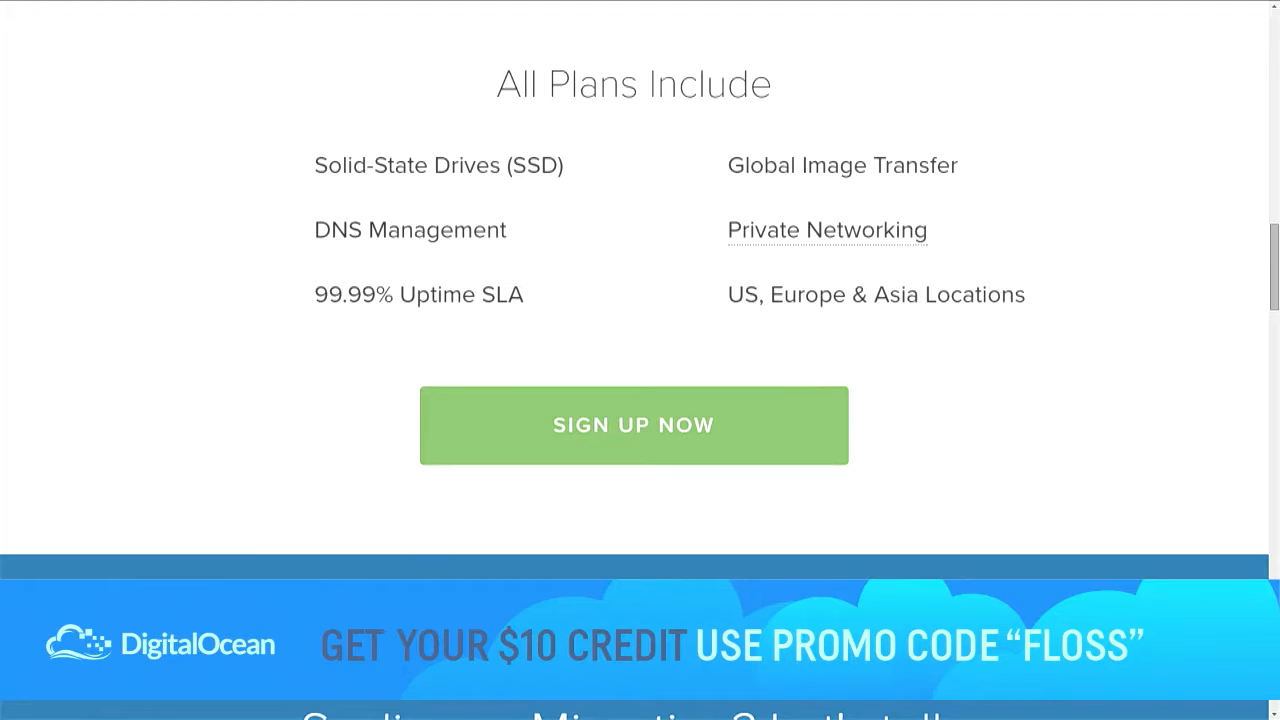 All Plans Include
Solid-State Drives (SSD)
Global Image Transfer
DNS Management
Private Networking
99.99% Uptime SLA
US, Europe & Asia Locations
SIGN UP NOW
DigitalOcean
GET YOUR $10 CREDIT USE PROMO CODE “FLOSS”